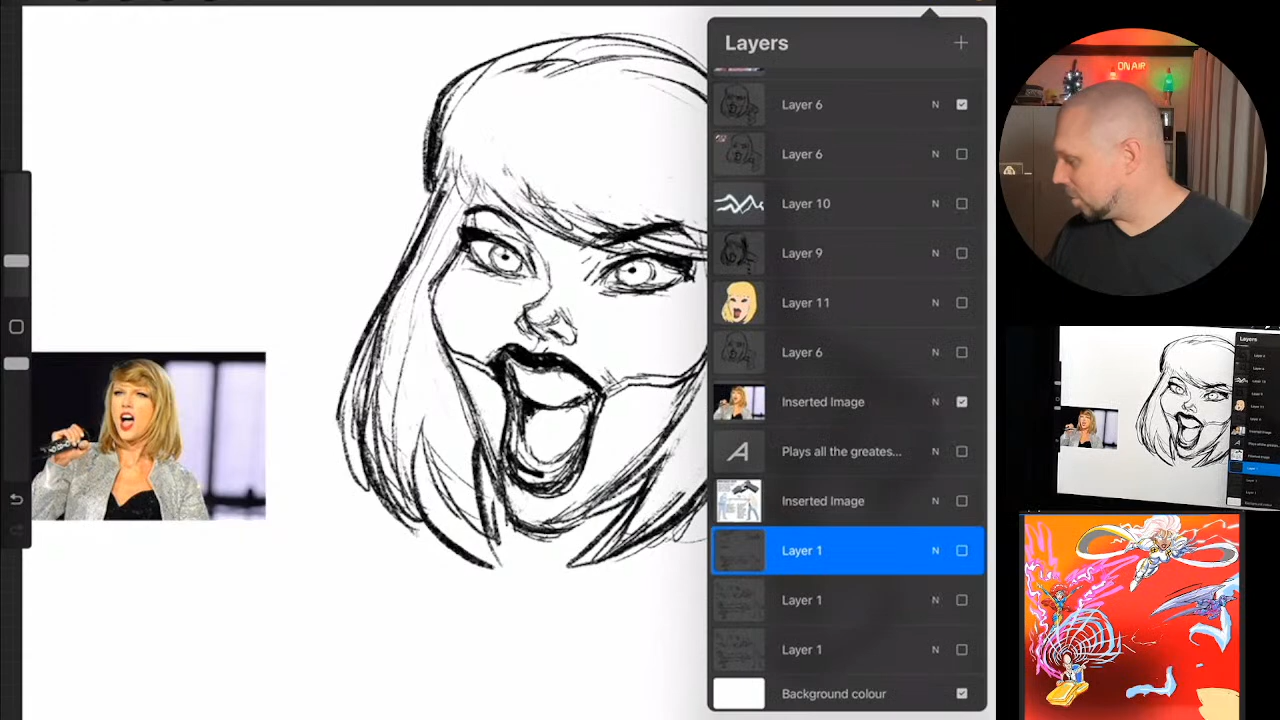 Layers
Layer 6 N
Layer 6 N
Layer 10 N
Layer 9 N
Layer 11 N
Layer 6 N
Inserted Image N
A Plays all the greates... N
Inserted Image N
Layer 1 N
Layer 1 N
Layer 1 N
Background colour
ON AIR
Layers